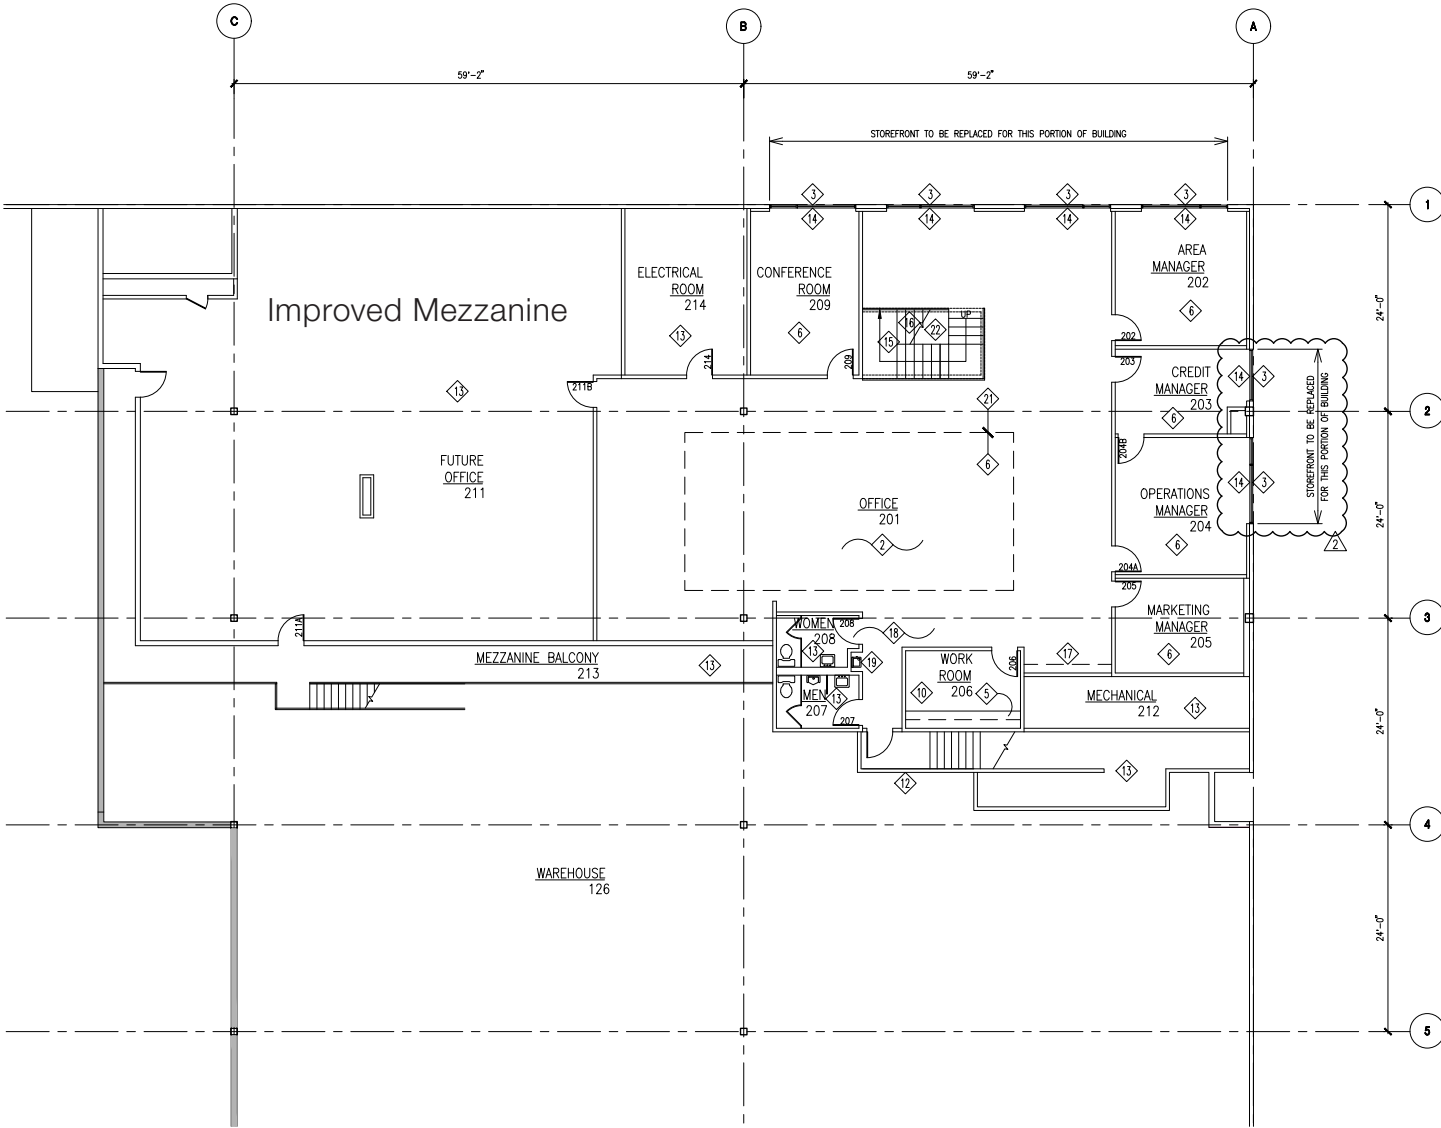 C
B
A
59'-2"
59'-2"
STOREFRONT TO BE REPLACED FOR THIS PORTION OF BUILDING
3
3
3
3
14
14
14
14
1
AREA
MANAGER
202
6
ELECTRICAL
ROOM
214
13
CONFERENCE
ROOM
209
6
Improved Mezzanine
UP
16
22
15
24'-0"
202
203
214
209
CREDIT
MANAGER
203
6
14
3
STOREFRONT TO BE REPLACED
FOR THIS PORTION OF BUILDING
13
211B
21
2
6
204B
FUTURE
OFFICE
211
OFFICE
201
2
OPERATIONS
MANAGER
204
6
14
3
24'-0"
2
204A
205
MARKETING
MANAGER
205
6
3
211A
WOMEN
208
208
13
18
19
17
MEZZANINE BALCONY
213
13
WORK
ROOM
206
206
10
5
MEN
207
13
207
MECHANICAL
212
13
24'-0"
12
13
4
WAREHOUSE
126
24'-0"
5